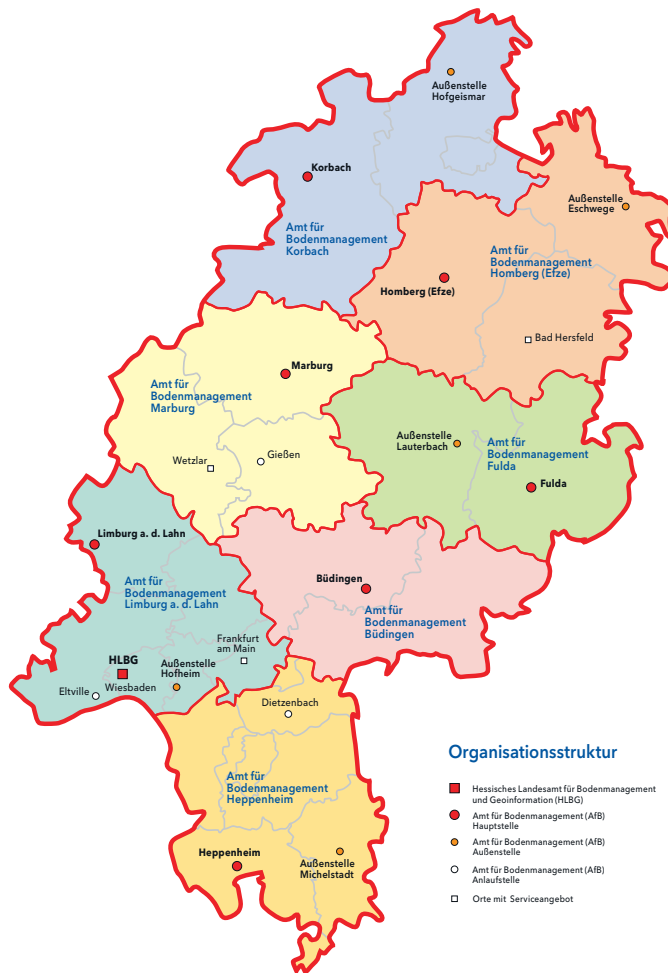 Außenstelle
Hofgeismar
Korbach
Außenstelle
Eschwege
Amt für
Bodenmanagement
Korbach
Amt für
Bodenmanagement
Homberg (Efze)
Homberg (Efze)
Bad Hersfeld
Marburg
Amt für
Bodenmanagement
Marburg
Außenstelle
Lauterbach
Amt für
Bodenmanagement
Fulda
Wetzlar
Gießen
Fulda
Limburg a. d. Lahn
Amt für
Bodenmanagement
Limburg a. d. Lahn
Büdingen
Amt für
Bodenmanagement
Büdingen
Frankfurt
am Main
HLBG
Wiesbaden
Außenstelle
Hofheim
Eltville
Dietzenbach
Amt für
Bodenmanagement
Heppenheim
Heppenheim
Außenstelle
Michelstadt
Organisationsstruktur
Hessisches Landesamt für Bodenmanagement
und Geoinformation (HLBG)
Amt für Bodenmanagement (AfB)
Hauptstelle
Amt für Bodenmanagement (AfB)
Außenstelle
Amt für Bodenmanagement (AfB)
Anlaufstelle
Orte mit Serviceangebot